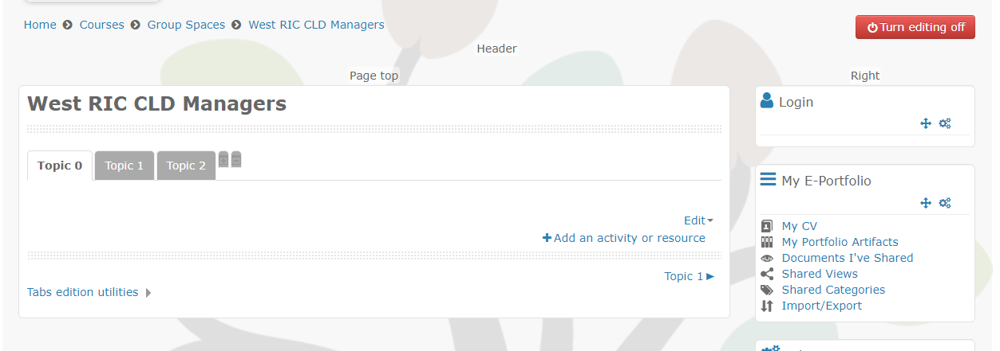 Home Courses Group Spaces West RIC CLD Managers
Turn editing off
Header
Page top
Right
West RIC CLD Managers
Topic 0 Topic 1 Topic 2
Edit
Add an activity or resource
Topic 1
Tabs edition utilities
Login
My E-Portfolio
My CV
My Portfolio Artifacts
Documents I've Shared
Shared Views
Shared Categories
Import/Export